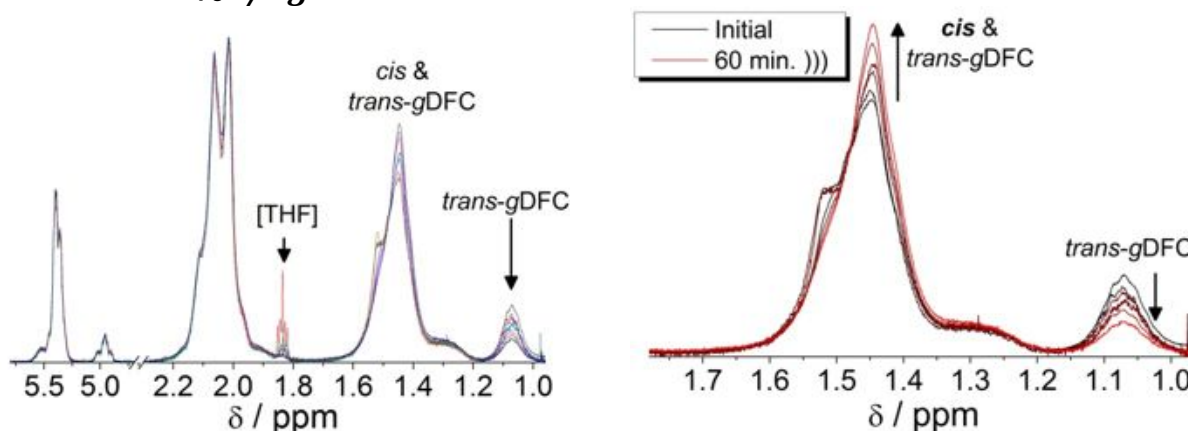 cis &
trans-gDFC
[THF]
trans-gDFC
5.5 5.0 2.2 2.0 1.8 1.6 1.4 1.2 1.0
δ / ppm
Initial
60 min. )))
cis &
trans-gDFC
trans-gDFC
1.7 1.6 1.5 1.4 1.3 1.2 1.1 1.0
δ / ppm